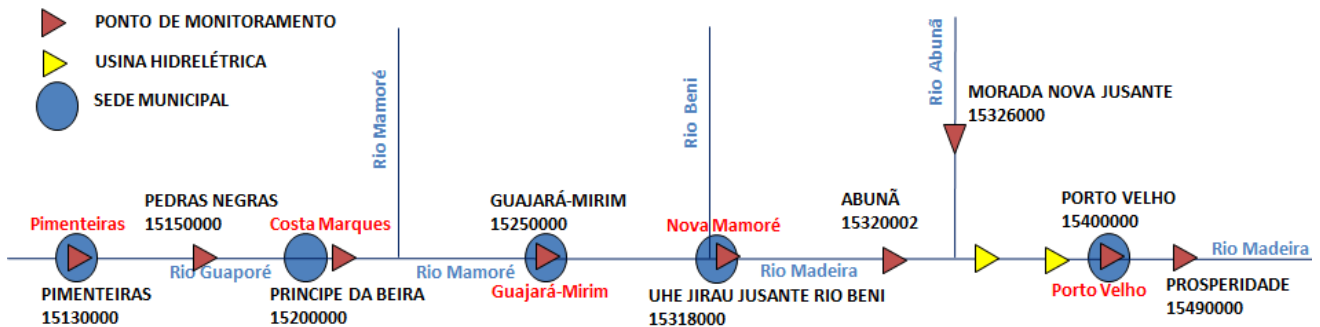 PONTO DE MONITORAMENTO
USINA HIDRELÉTRICA
SEDE MUNICIPAL
Rio Mamoré
Rio Beni
Rio Abunã
MORADA NOVA JUSANTE
15326000
Pimenteiras
PEDRAS NEGRAS
15150000
Costa Marques
GUAJARÁ-MIRIM
15250000
Nova Mamoré
ABUNÃ
15320002
PORTO VELHO
15400000
Rio Guaporé
Rio Mamoré
Rio Madeira
Rio Madeira
PIMENTEIRAS
15130000
PRINCIPE DA BEIRA
15200000
Guajará-Mirim
UHE JIRAU JUSANTE RIO BENI
15318000
Porto Velho
PROSPERIDADE
15490000